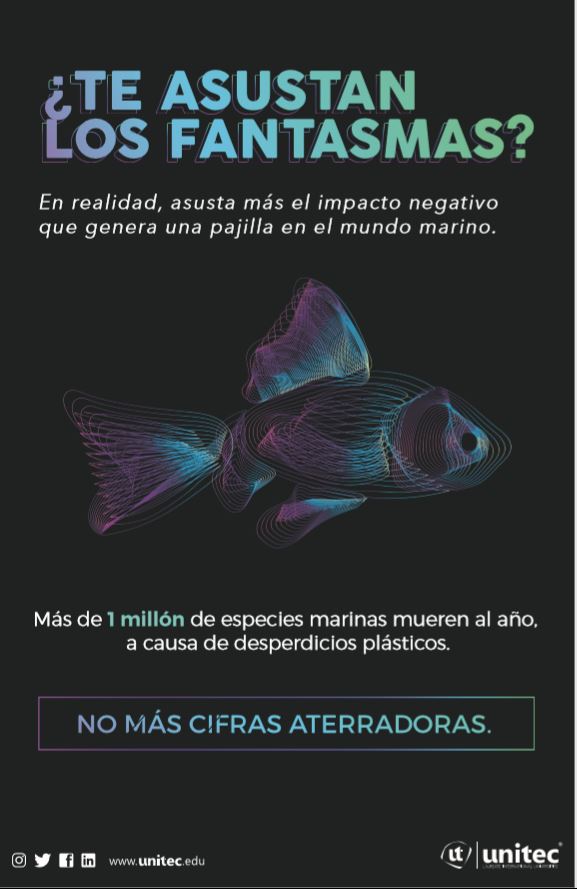 ¿TE ASUSTAN
LOS FANTASMAS?
En realidad, asusta más el impacto negativo
que genera una pajilla en el mundo marino.
Más de 1 millón de especies marinas mueren al año,
a causa de desperdicios plásticos.
NO MÁS CIFRAS ATERRADORAS.
www.unitec.edu
ut unitec